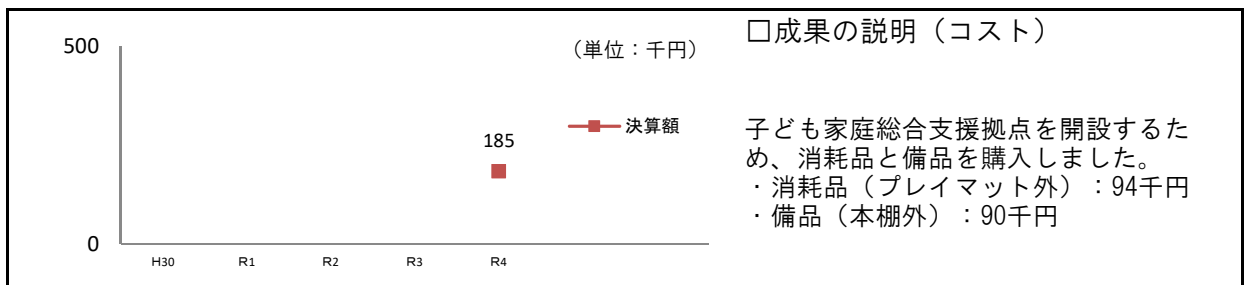 500
（単位：千円）
決算額
185
0
H30 R1 R2 R3 R4
□成果の説明（コスト）
子ども家庭総合支援拠点を開設するた
め、消耗品と備品を購入しました。
・消耗品（プレイマット外）：94千円
・備品（本棚外）：90千円